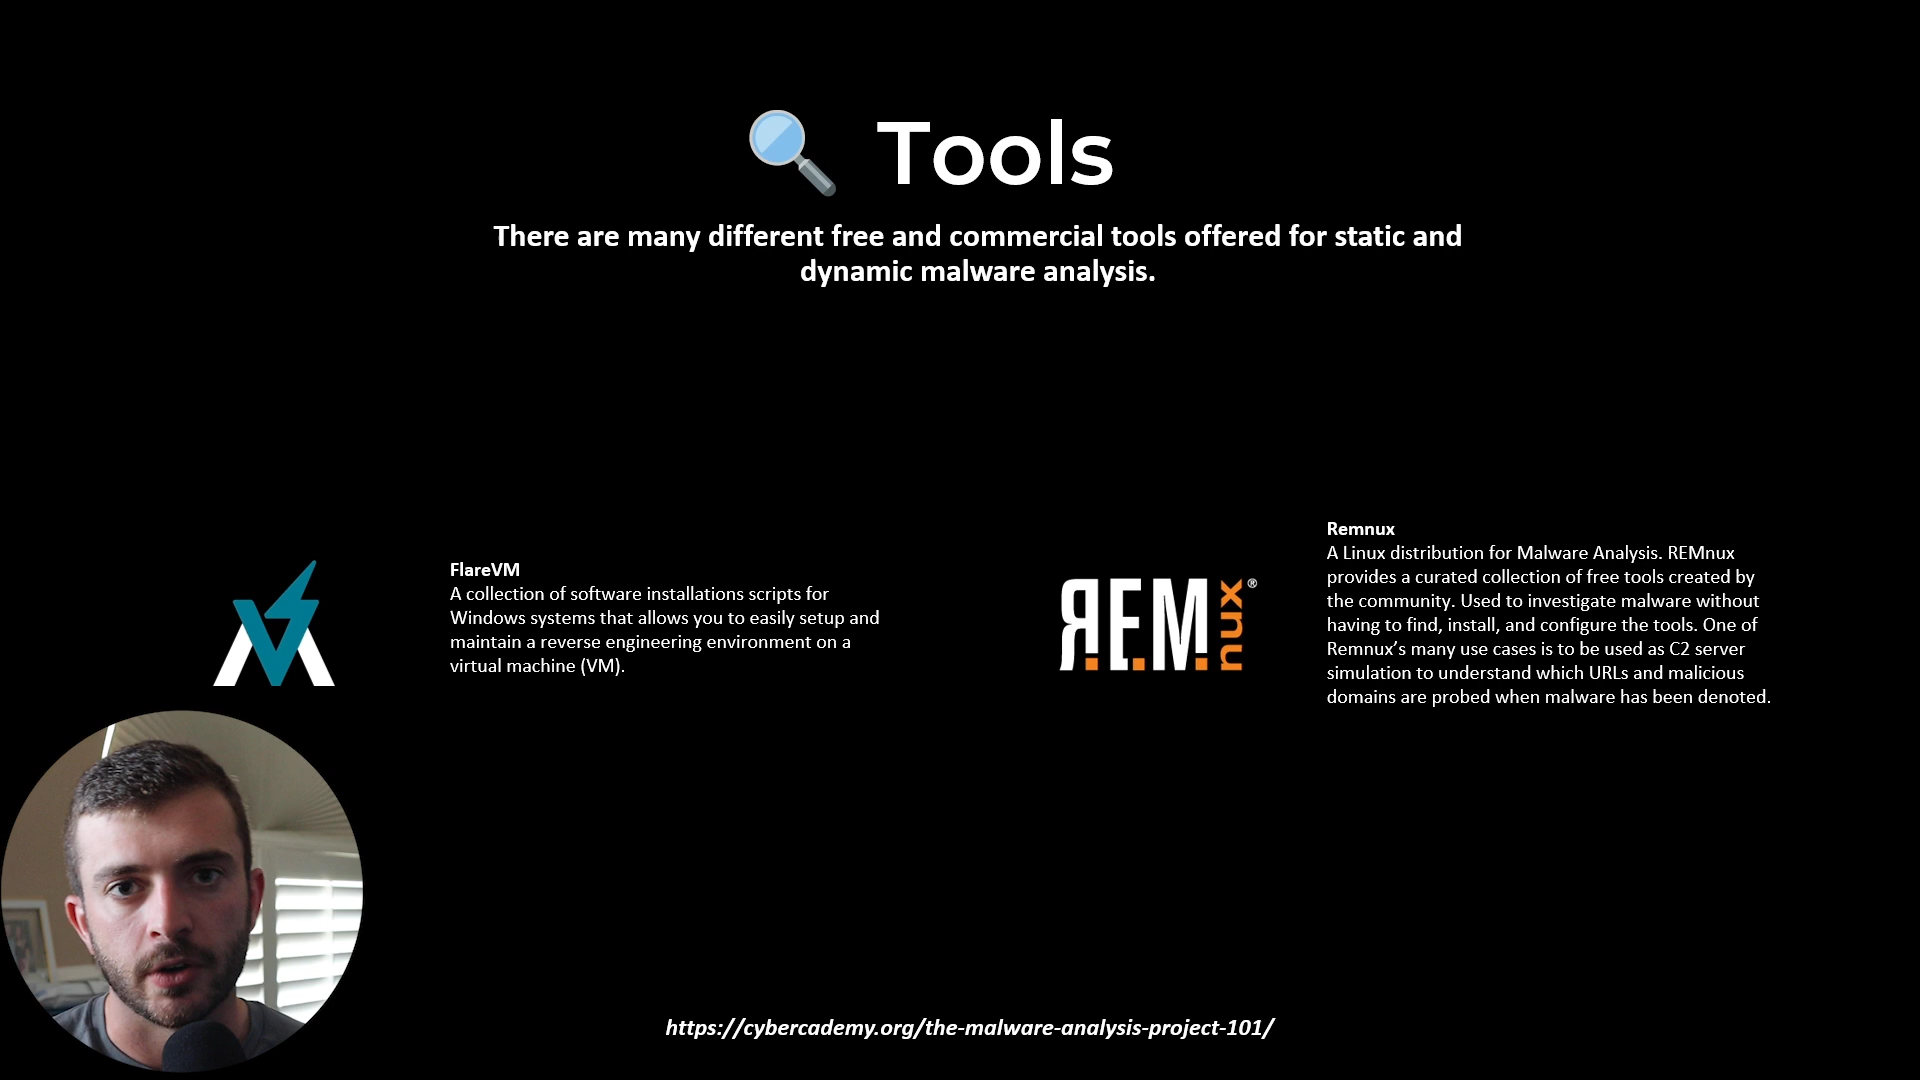 Tools
There are many different free and commercial tools offered for static and
dynamic malware analysis.
FlareVM
A collection of software installations scripts for
Windows systems that allows you to easily setup and
maintain a reverse engineering environment on a
virtual machine (VM).
REM
nux
®
Remnux
A Linux distribution for Malware Analysis. REMnux
provides a curated collection of free tools created by
the community. Used to investigate malware without
having to find, install, and configure the tools. One of
Remnux’s many use cases is to be used as C2 server
simulation to understand which URLs and malicious
domains are probed when malware has been denoted.
https://cybercademy.org/the-malware-analysis-project-101/